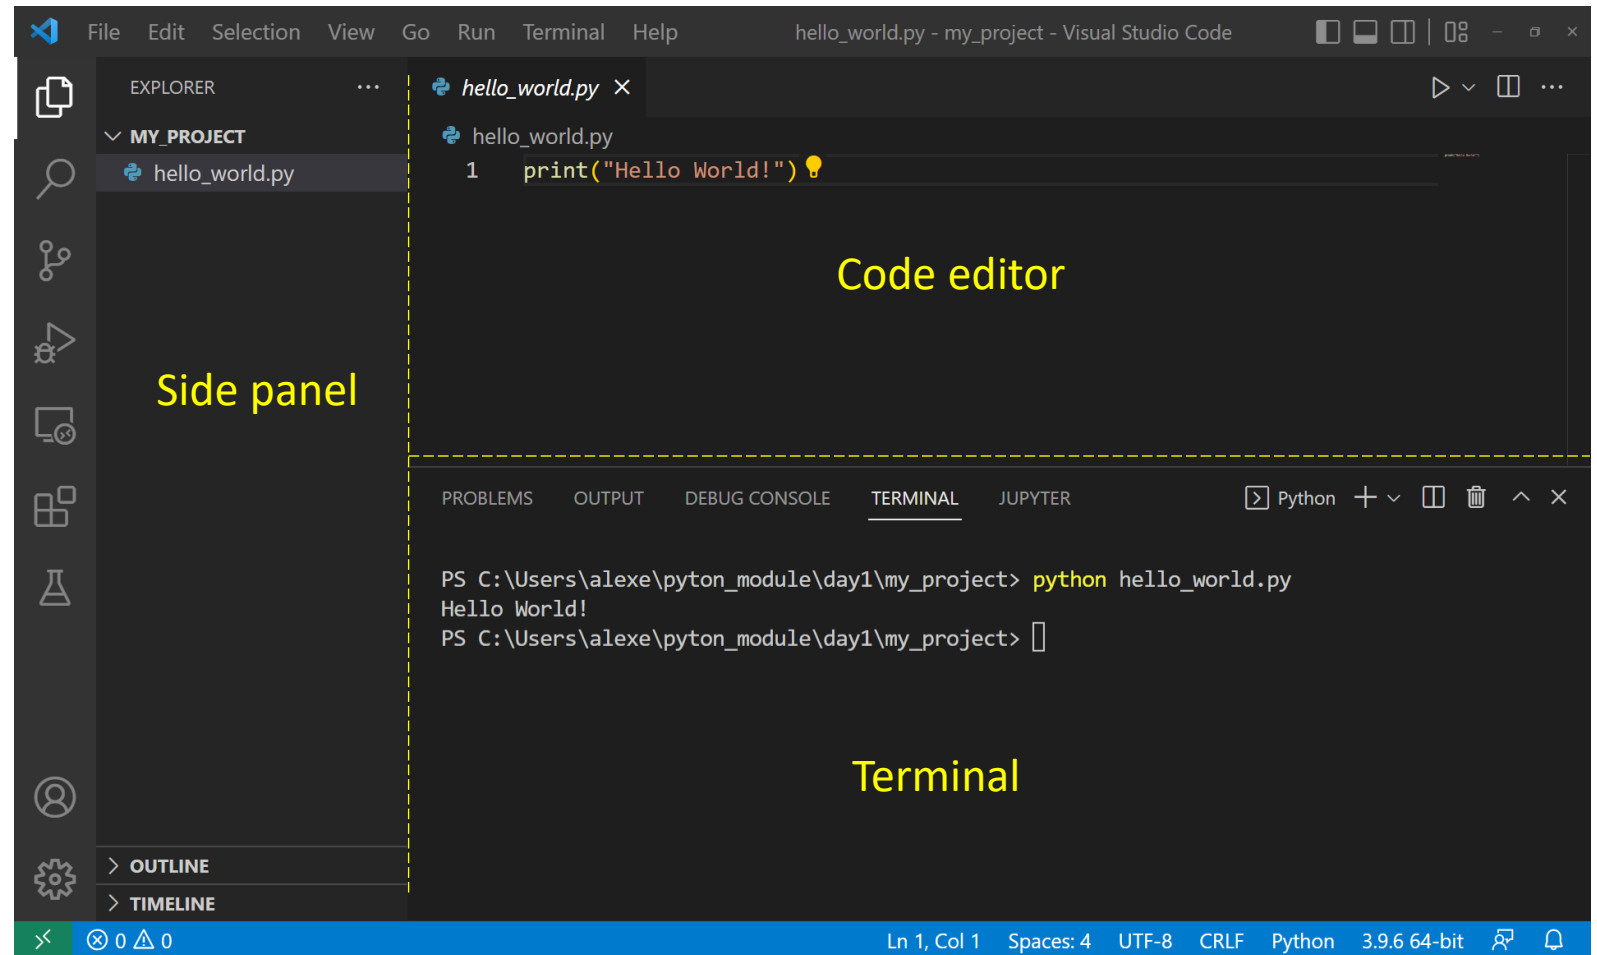 File Edit Selection View Go Run Terminal Help hello_world.py - my_project - Visual Studio Code
EXPLORER
MY_PROJECT
hello_world.py
Side panel
OUTLINE
TIMELINE
hello_world.py
hello_world.py
1 print("Hello World!")
Code editor
PROBLEMS OUTPUT DEBUG CONSOLE TERMINAL JUPYTER Python
PS C:\Users\alexe\pyton_module\day1\my_project> python hello_world.py
Hello World!
PS C:\Users\alexe\pyton_module\day1\my_project>
Terminal
0 0 Ln 1, Col 1 Spaces: 4 UTF-8 CRLF Python 3.9.6 64-bit